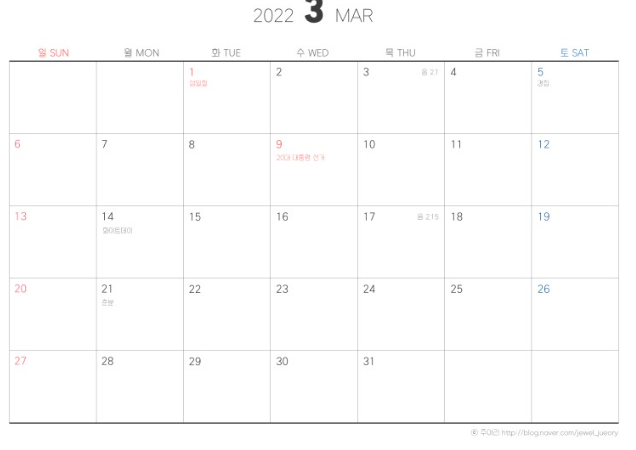 2022 3 MAR
일 SUN 월 MON 화 TUE 수 WED 목 THU 금 FRI 토 SAT
1 2 3 음 2.1 4 5
삼일절 경칩
6 7 8 9 10 11 12
20대 대통령 선거
13 14 15 16 17 음 2.15 18 19
화이트데이
20 21 22 23 24 25 26
춘분
27 28 29 30 31
ⓒ 주어리 http://blog.naver.com/jewel_jueory